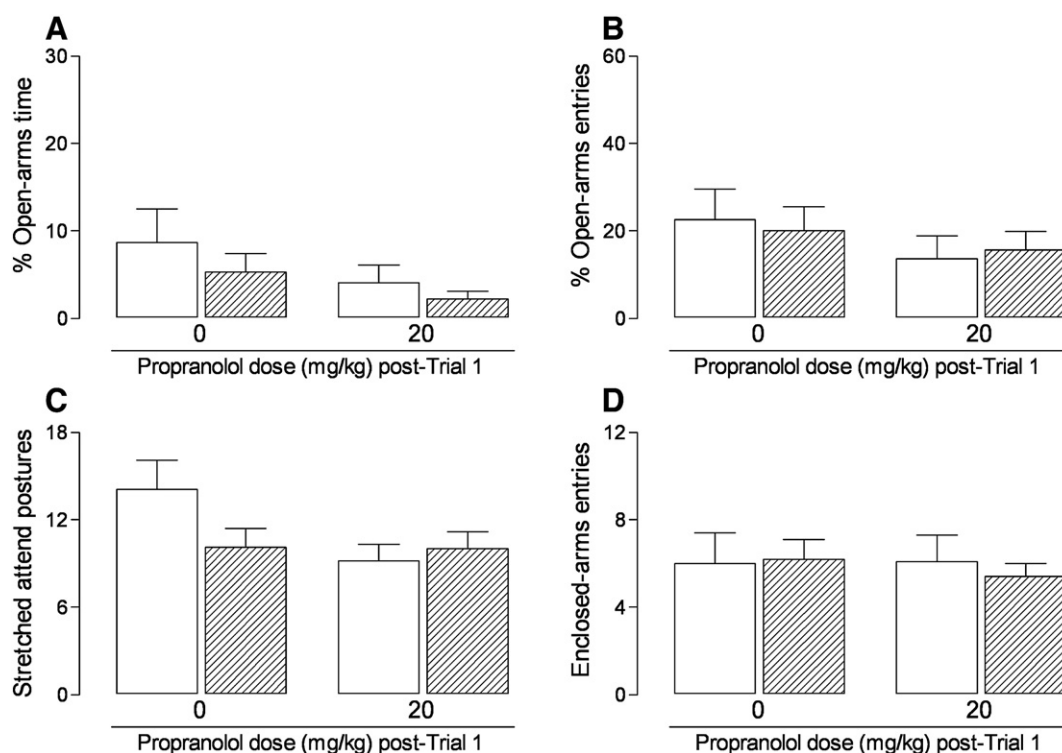 A
% Open-arms time
30
20
10
0
0 20
Propranolol dose (mg/kg) post-Trial 1
B
% Open-arms entries
60
40
20
0
0 20
Propranolol dose (mg/kg) post-Trial 1
C
Stretched attend postures
18
12
6
0
0 20
Propranolol dose (mg/kg) post-Trial 1
D
Enclosed-arms entries
12
8
4
0
0 20
Propranolol dose (mg/kg) post-Trial 1